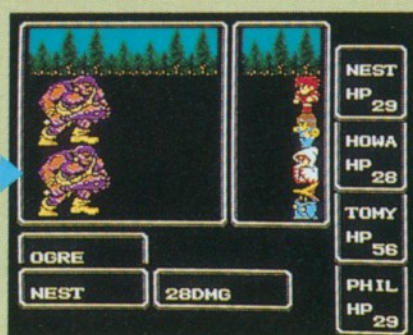 NEST
HP
29
HOWA
HP
28
TOMY
HP
56
PHIL
HP
29
OGRE
NEST
28DMG